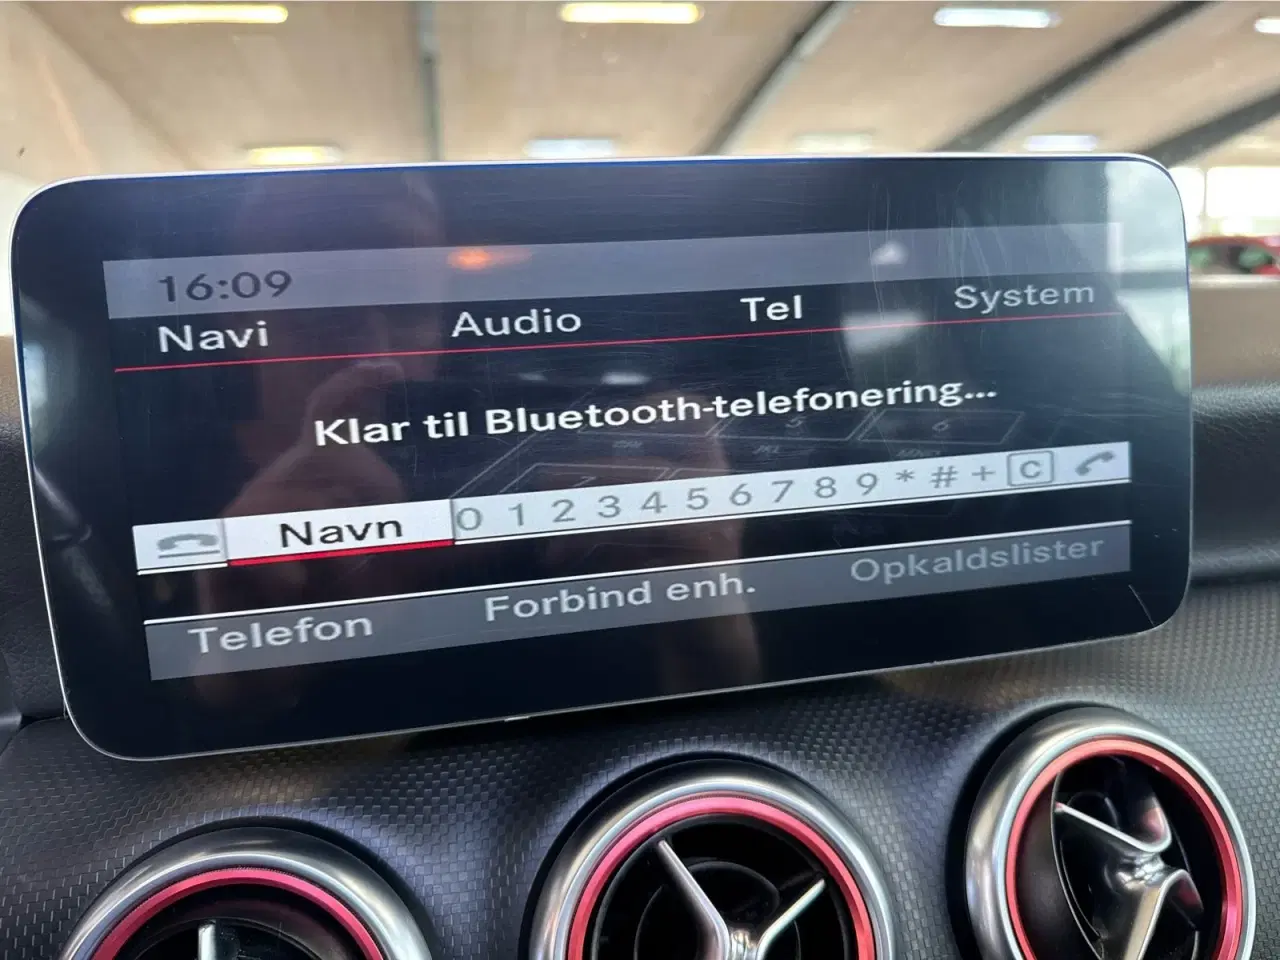 16:09
Navi Audio Tel System
Klar til Bluetooth-telefonering...
Navn 0 1 2 3 4 5 6 7 8 9 * # + C
Telefon Forbind enh. Opkaldslister